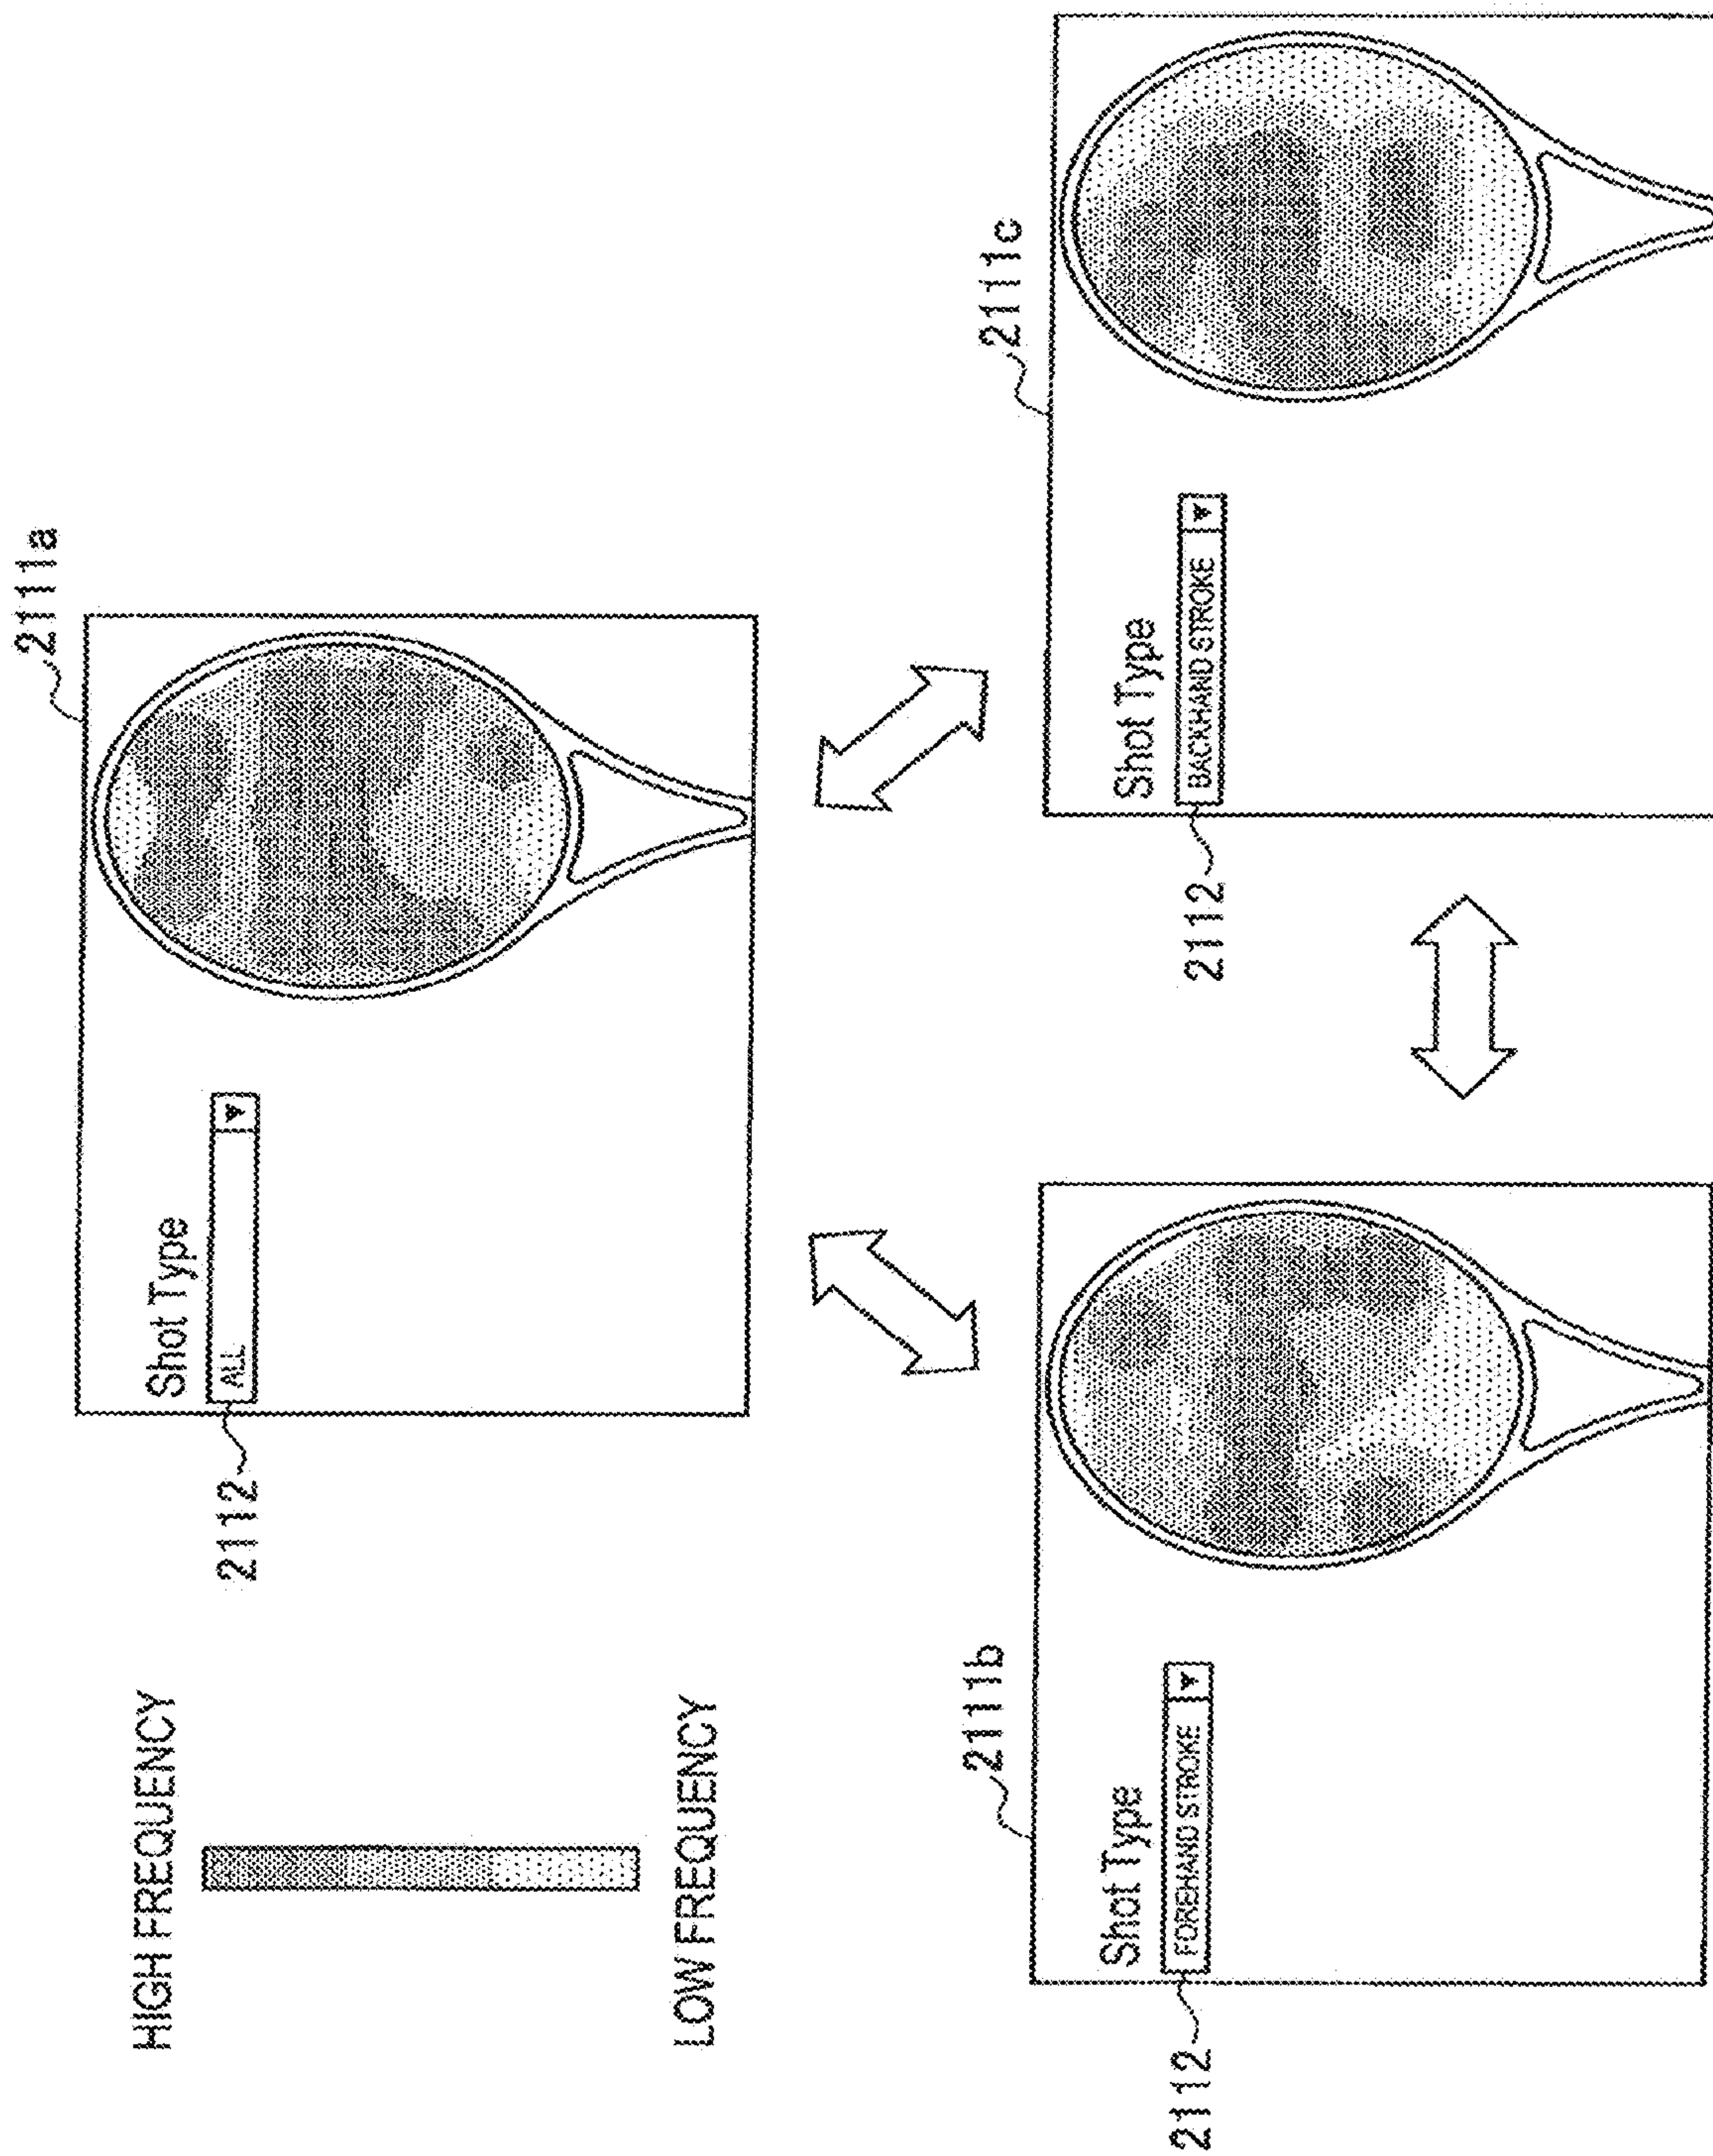 HIGH FREQUENCY
LOW FREQUENCY
2111a
Shot Type
ALL
2112
2111b
Shot Type
FOREHAND STROKE
2112
2111c
Shot Type
BACKHAND STROKE
2112